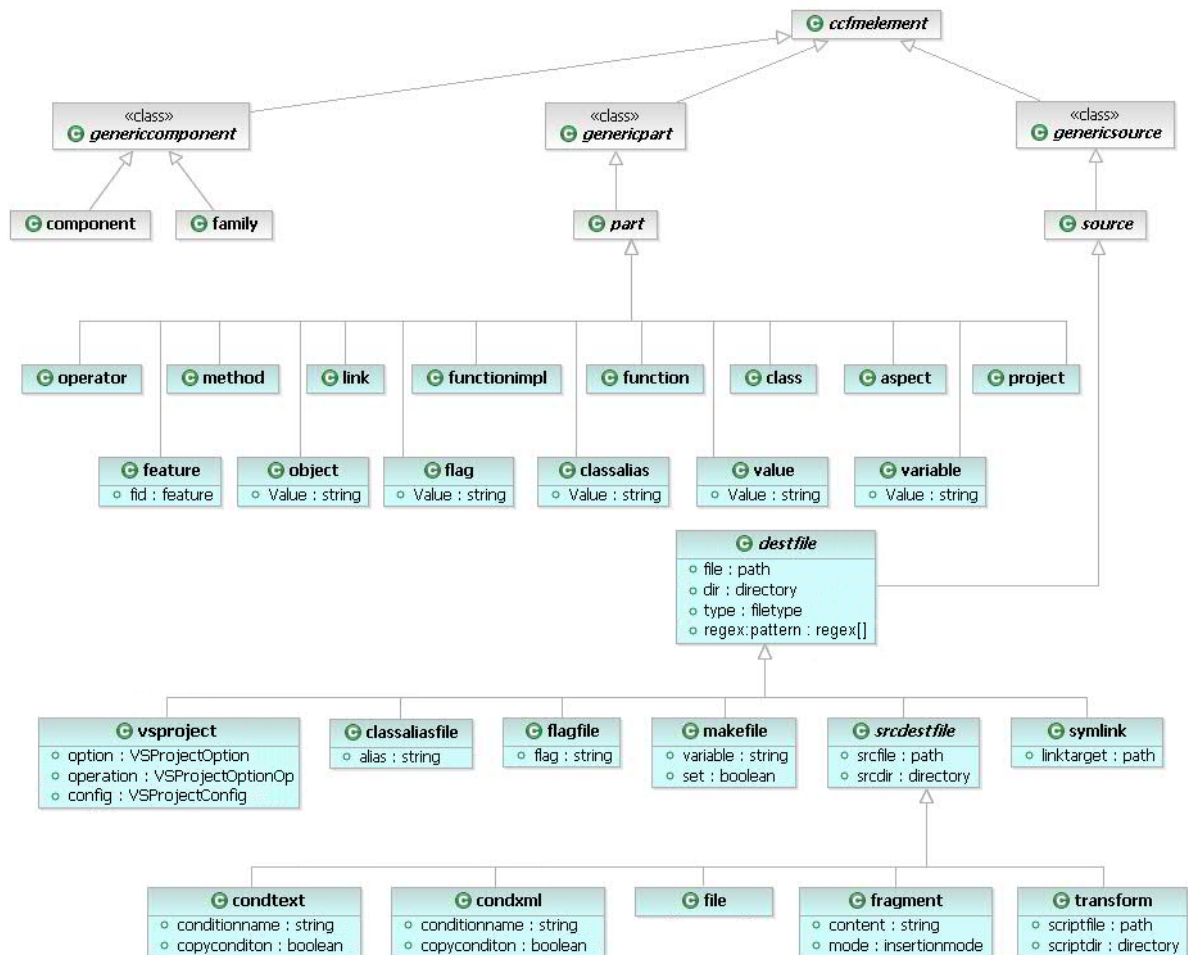 ccfmelement
«class»
genericcomponent
«class»
genericpart
«class»
genericsource
component
family
part
source
operator
method
link
functionimpl
function
class
aspect
project
feature
fid : feature
object
Value : string
flag
Value : string
classalias
Value : string
value
Value : string
variable
Value : string
destfile
file : path
dir : directory
type : filetype
regex:pattern : regex[]
vsproject
option : VSProjectOption
operation : VSProjectOptionOp
config : VSProjectConfig
classaliasfile
alias : string
flagfile
flag : string
makefile
variable : string
set : boolean
srcdestfile
srcfile : path
srcdir : directory
symlink
linktarget : path
condtext
conditionname : string
copyconditon : boolean
condxml
conditionname : string
copyconditon : boolean
file
fragment
content : string
mode : insertionmode
transform
scriptfile : path
scriptdir : directory